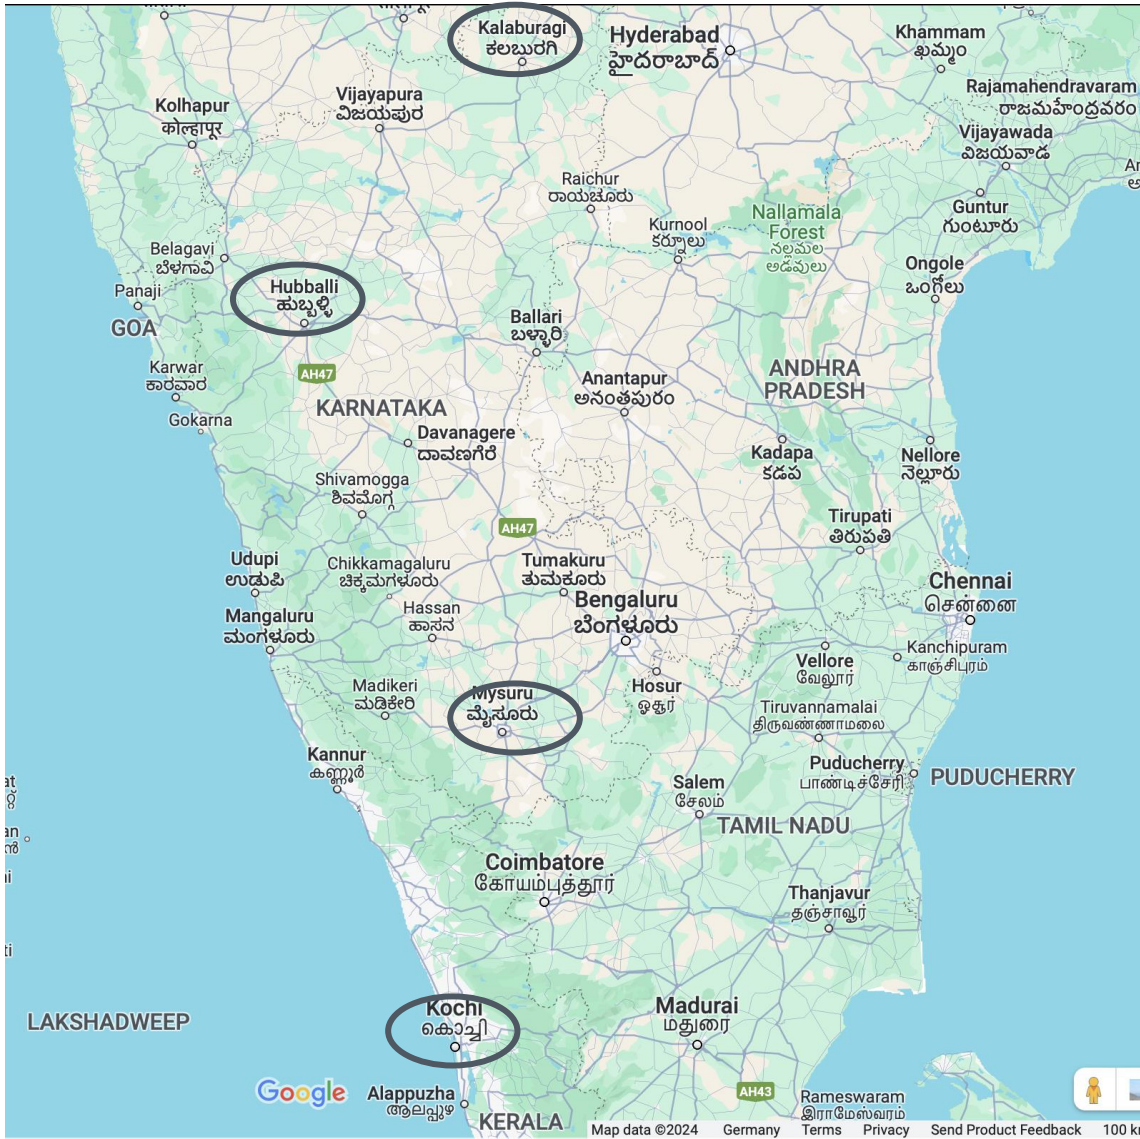 Kalaburagi
ಕಲಬುರಗಿ
Hyderabad
హైదరాబాద్
Khammam
ఖమ్మం
Rajamahendravaram
రాజమహేంద్రవరం
Kolhapur
कोल्हापूर
Vijayapura
ವಿಜಯಪುರ
Vijayawada
విజయవాడ
Raichur
ರಾಯಚೂರು
Guntur
గుంటూరు
Nallamala
Forest
నల్లమల
అడవులు
Kurnool
కర్నూలు
Belagavi
ಬೆಳಗಾವಿ
Ongole
ఒంగోలు
Panaji
GOA
Hubballi
ಹುಬ್ಬಳ್ಳಿ
Ballari
ಬಳ್ಳಾರಿ
Karwar
ಕಾರವಾರ
AH47
ANDHRA
PRADESH
Anantapur
అనంతపురం
Gokarna
KARNATAKA
Davanagere
ದಾವಣಗೆರೆ
Kadapa
కడప
Nellore
నెల్లూరు
Shivamogga
ಶಿವಮೊಗ್ಗ
AH47
Tirupati
తిరుపతి
Udupi
ಉಡುಪಿ
Chikkamagaluru
ಚಿಕ್ಕಮಗಳೂರು
Tumakuru
ತುಮಕೂರು
Chennai
சென்னை
Mangaluru
ಮಂಗಳೂರು
Hassan
ಹಾಸನ
Bengaluru
ಬೆಂಗಳೂರು
Kanchipuram
காஞ்சிபுரம்
Vellore
வேலூர்
Madikeri
ಮಡಿಕೇರಿ
Mysuru
ಮೈಸೂರು
Hosur
ஓசூர்
Tiruvannamalai
திருவண்ணாமலை
Kannur
കണ്ണൂർ
Puducherry
பாண்டிச்சேரி
PUDUCHERRY
Salem
சேலம்
TAMIL NADU
Coimbatore
கோயம்புத்தூர்
Thanjavur
தஞ்சாவூர்
LAKSHADWEEP
Kochi
കൊച്ചി
Madurai
மதுரை
Google
Alappuzha
ആലപ്പുഴ
KERALA
AH43
Rameswaram
இராமேஸ்வரம்
Map data ©2024 Germany Terms Privacy Send Product Feedback 100 k